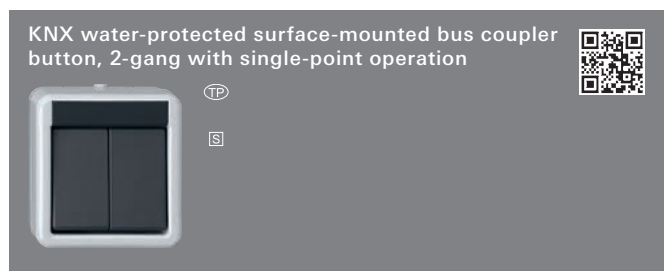 KNX water-protected surface-mounted bus coupler
button, 2-gang with single-point operation
TP
S